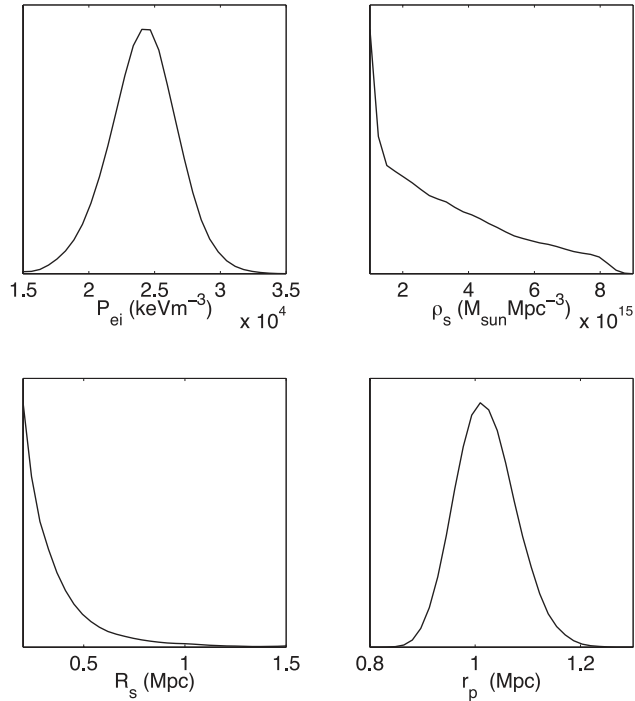 1.5 2 2.5 3 3.5
P_ei (keVm^−3)
x 10^4
2 4 6 8
ρ_s (M_sun Mpc^−3)
x 10^15
0.5 1 1.5
R_s (Mpc)
0.8 1 1.2
r_p (Mpc)